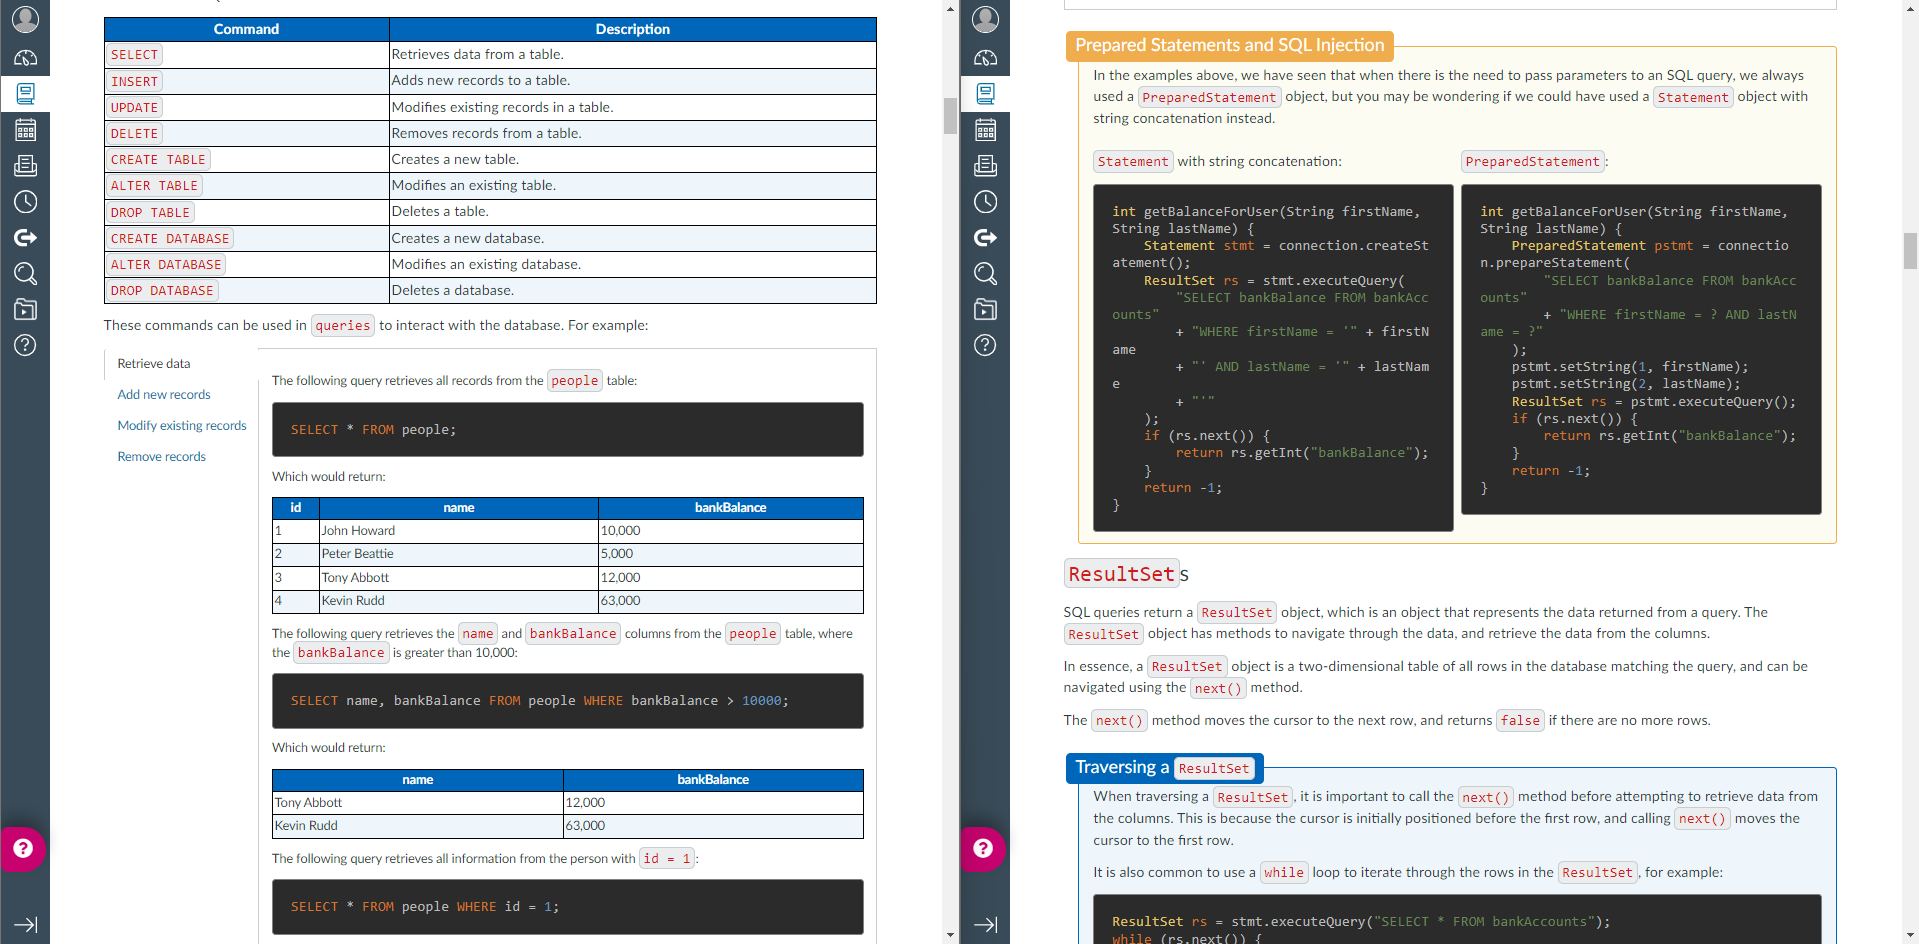 Command Description
SELECT Retrieves data from a table.
INSERT Adds new records to a table.
UPDATE Modifies existing records in a table.
DELETE Removes records from a table.
CREATE TABLE Creates a new table.
ALTER TABLE Modifies an existing table.
DROP TABLE Deletes a table.
CREATE DATABASE Creates a new database.
ALTER DATABASE Modifies an existing database.
DROP DATABASE Deletes a database.
These commands can be used in queries to interact with the database. For example:
Retrieve data
Add new records
Modify existing records
Remove records
The following query retrieves all records from the people table:
SELECT * FROM people;
Which would return:
id name bankBalance
1 John Howard 10,000
2 Peter Beattie 5,000
3 Tony Abbott 12,000
4 Kevin Rudd 63,000
The following query retrieves the name and bankBalance columns from the people table, where
the bankBalance is greater than 10,000:
SELECT name, bankBalance FROM people WHERE bankBalance > 10000;
Which would return:
name bankBalance
Tony Abbott 12,000
Kevin Rudd 63,000
The following query retrieves all information from the person with id = 1:
SELECT * FROM people WHERE id = 1;
Prepared Statements and SQL Injection
In the examples above, we have seen that when there is the need to pass parameters to an SQL query, we always
used a PreparedStatement object, but you may be wondering if we could have used a Statement object with
string concatenation instead.
Statement with string concatenation:
int getBalanceForUser(String firstName,
String lastName) {
Statement stmt = connection.createSt
atement();
ResultSet rs = stmt.executeQuery(
"SELECT bankBalance FROM bankAcc
ounts"
+ "WHERE firstName = '" + firstN
ame
+ "' AND lastName = '" + lastNam
e
+ "'"
);
if (rs.next()) {
return rs.getInt("bankBalance");
}
return -1;
}
PreparedStatement:
int getBalanceForUser(String firstName,
String lastName) {
PreparedStatement pstmt = connectio
n.prepareStatement(
"SELECT bankBalance FROM bankAcc
ounts"
+ "WHERE firstName = ? AND lastN
ame = ?"
);
pstmt.setString(1, firstName);
pstmt.setString(2, lastName);
ResultSet rs = pstmt.executeQuery();
if (rs.next()) {
return rs.getInt("bankBalance");
}
return -1;
}
ResultSets
SQL queries return a ResultSet object, which is an object that represents the data returned from a query. The
ResultSet object has methods to navigate through the data, and retrieve the data from the columns.
In essence, a ResultSet object is a two-dimensional table of all rows in the database matching the query, and can be
navigated using the next() method.
The next() method moves the cursor to the next row, and returns false if there are no more rows.
Traversing a ResultSet
When traversing a ResultSet, it is important to call the next() method before attempting to retrieve data from
the columns. This is because the cursor is initially positioned before the first row, and calling next() moves the
cursor to the first row.
It is also common to use a while loop to iterate through the rows in the ResultSet, for example:
ResultSet rs = stmt.executeQuery("SELECT * FROM bankAccounts");
while (rs.next()) {